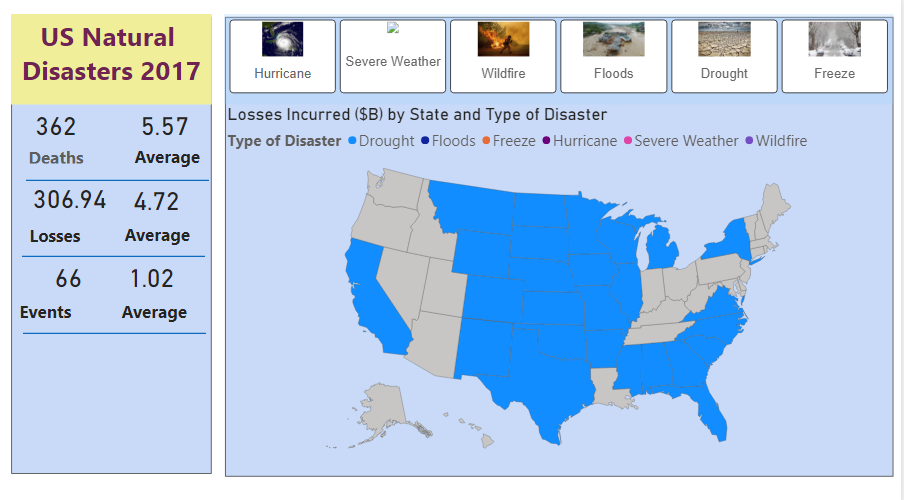 US Natural
Disasters 2017
362
5.57
Deaths
Average
306.94
4.72
Losses
Average
66
1.02
Events
Average
Hurricane
Severe Weather
Wildfire
Floods
Drought
Freeze
Losses Incurred ($B) by State and Type of Disaster
Type of Disaster Drought Floods Freeze Hurricane Severe Weather Wildfire